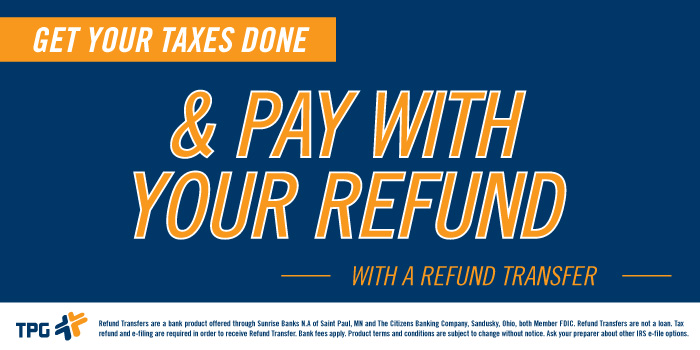 GET YOUR TAXES DONE
& PAY WITH
YOUR REFUND
WITH A REFUND TRANSFER
TPG
Refund Transfers are a bank product offered through Sunrise Banks N.A of Saint Paul, MN and The Citizens Banking Company, Sandusky, Ohio, both Member FDIC. Refund Transfers are not a loan. Tax
refund and e-filing are required in order to receive Refund Transfer. Bank fees apply. Product terms and conditions are subject to change without notice. Ask your preparer about other IRS e-file options.